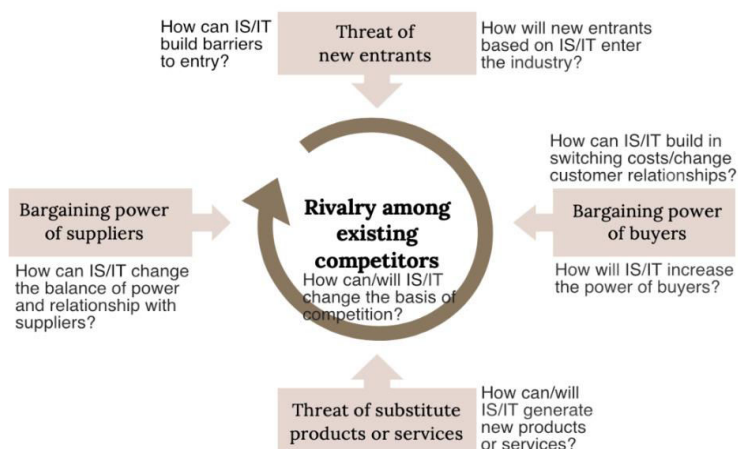 How can IS/IT
build barriers
to entry?
Threat of
new entrants
How will new entrants
based on IS/IT enter
the industry?
How can IS/IT build in
switching costs/change
customer relationships?
Bargaining power
of suppliers
How can IS/IT change
the balance of power
and relationship with
suppliers?
Rivalry among
existing
competitors
How can/will IS/IT
change the basis of
competition?
Bargaining power
of buyers
How will IS/IT increase
the power of buyers?
Threat of substitute
products or services
How can/will
IS/IT generate
new products
or services?